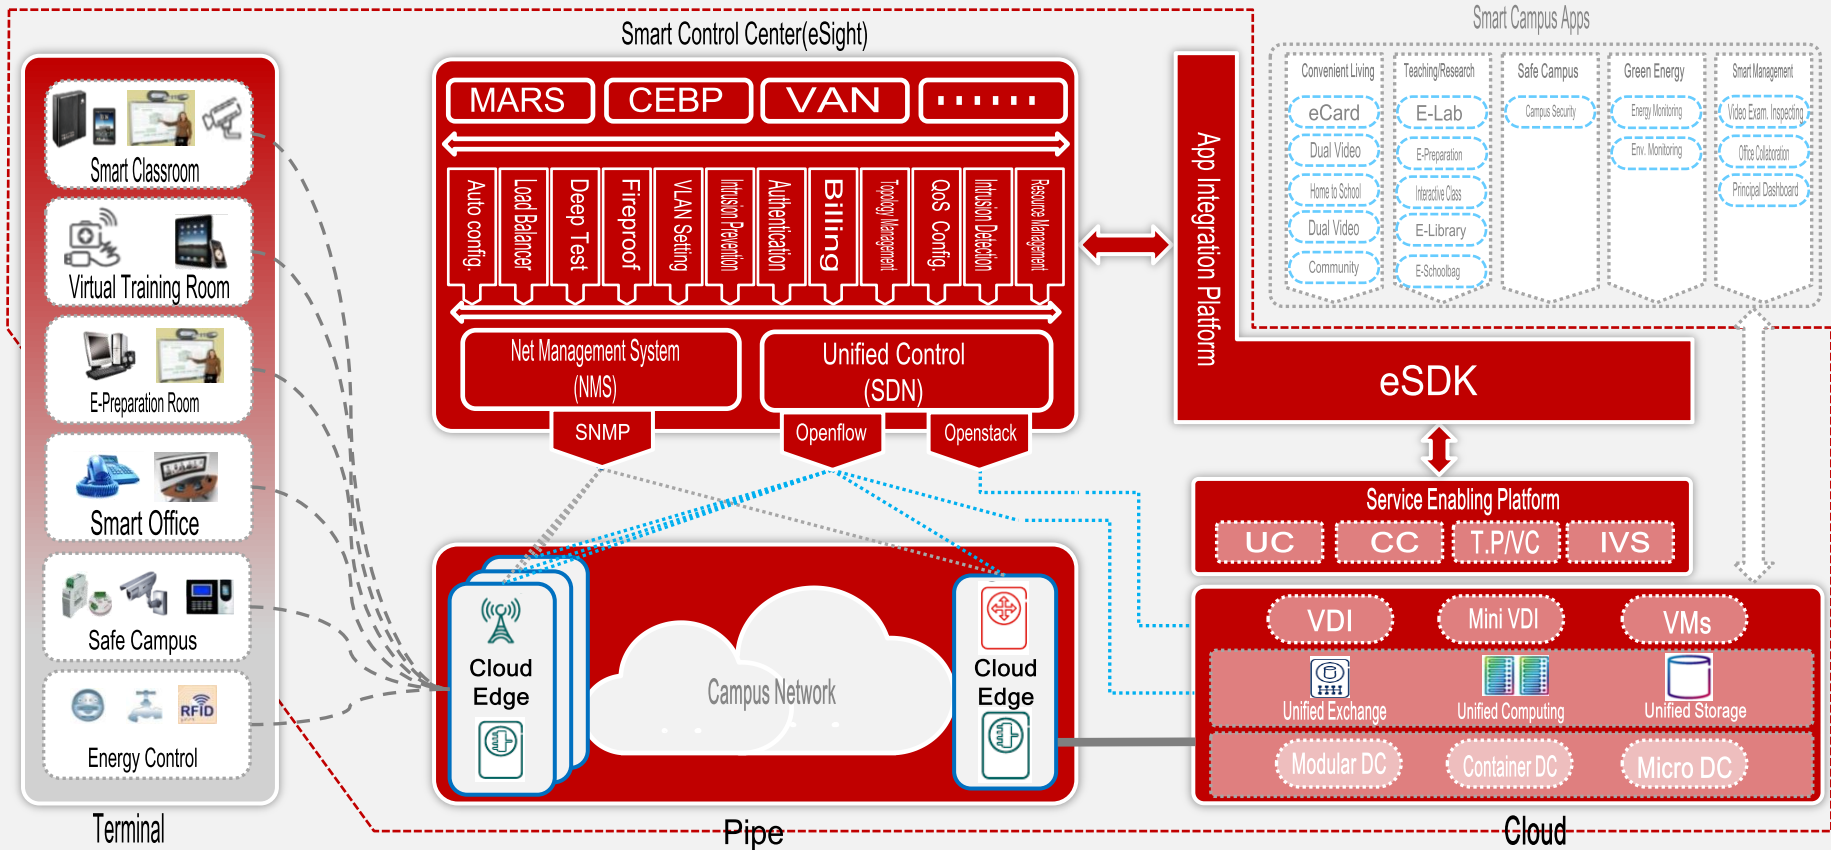 Smart Control Center(eSight)
Smart Campus Apps
Smart Classroom
Virtual Training Room
E-Preparation Room
Smart Office
Safe Campus
RFID
Energy Control
Terminal
MARS
CEBP
VAN
......
Auto config.
Load Balancer
Deep Test
Fireproof
VLAN Setting
Intrusion Prevention
Authentication
Billing
Topology Management
QoS Config.
Intrusion Detection
Resource Management
Net Management System
(NMS)
Unified Control
(SDN)
SNMP
Openflow
Openstack
Cloud
Edge
Campus Network
Cloud
Edge
Pipe
App Integration Platform
eSDK
Convenient Living
eCard
Dual Video
Home to School
Dual Video
Community
Teaching/Research
E-Lab
E-Preparation
Interactive Class
E-Library
E-Schoolbag
Safe Campus
Campus Security
Green Energy
Energy Monitoring
Env. Monitoring
Smart Management
Video Exam. Inspecting
Office Collaboration
Principal Dashboard
Service Enabling Platform
UC
CC
T.P/VC
IVS
VDI
Mini VDI
VMs
Unified Exchange
Unified Computing
Unified Storage
Modular DC
Container DC
Micro DC
Cloud